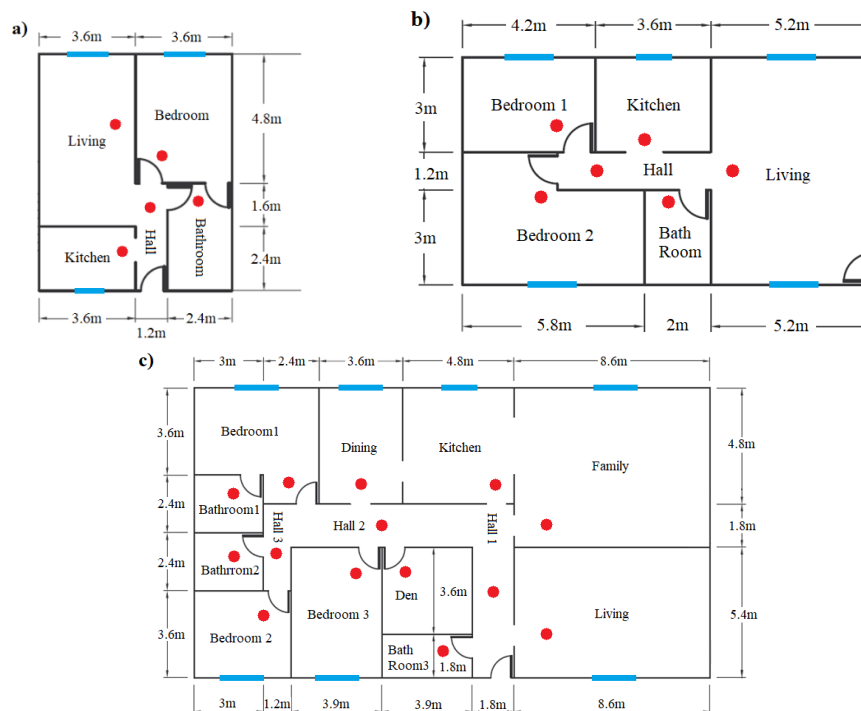 a)
3.6m 3.6m
Living
Bedroom
4.8m
1.6m
2.4m
Hall
Bathroom
Kitchen
3.6m
1.2m
2.4m
b)
4.2m 3.6m 5.2m
3m
1.2m
3m
Bedroom 1
Kitchen
Hall
Living
Bedroom 2
Bath
Room
5.8m 2m 5.2m
c)
3m 2.4m 3.6m 4.8m 8.6m
3.6m
2.4m
2.4m
3.6m
Bedroom1
Dining
Kitchen
Family
4.8m
1.8m
5.4m
Bathroom1
Hall 3
Hall 2
Hall 1
Bathrrom2
Bedroom 2
Bedroom 3
Den
3.6m
Living
Bath
Room3
1.8m
3m 1.2m 3.9m 3.9m 1.8m 8.6m